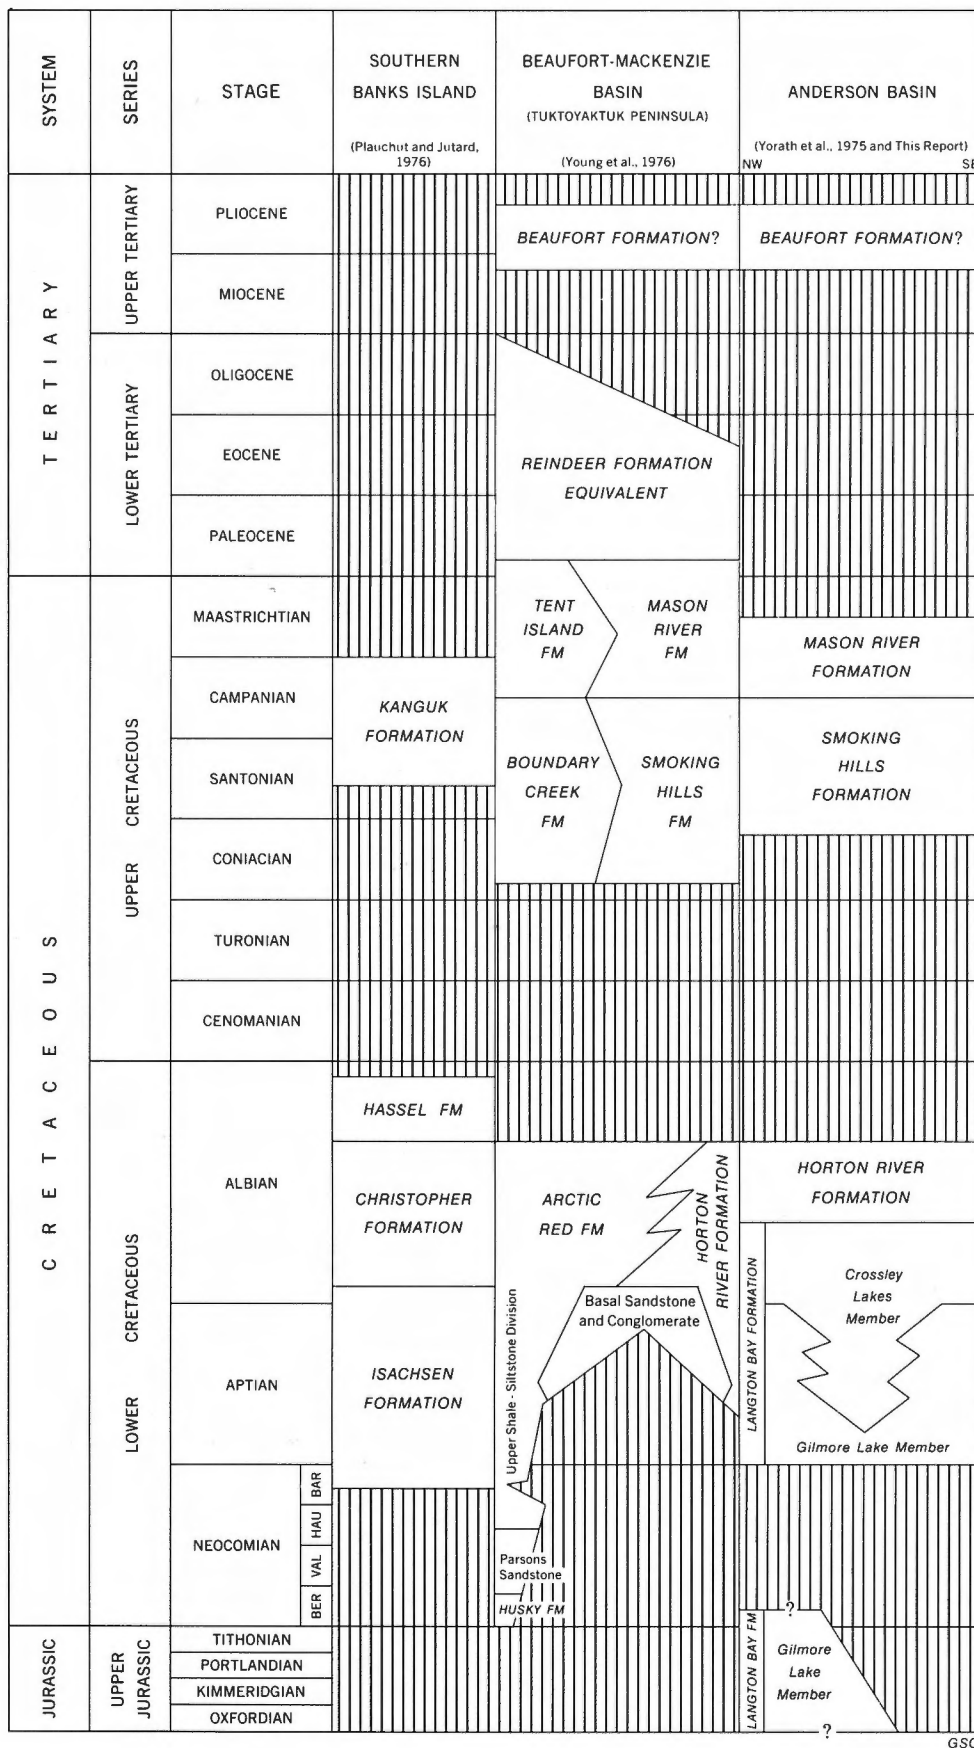 SYSTEM
SERIES
STAGE
SOUTHERN
BANKS ISLAND
(Plauchut and Jutard,
1976)
BEAUFORT-MACKENZIE
BASIN
(TUKTOYAKTUK PENINSULA)
(Young et al., 1976)
ANDERSON BASIN
(Yorath et al., 1975 and This Report)
NW
SE
TERTIARY
UPPER TERTIARY
PLIOCENE
BEAUFORT FORMATION?
BEAUFORT FORMATION?
MIOCENE
LOWER TERTIARY
OLIGOCENE
EOCENE
REINDEER FORMATION
EQUIVALENT
PALEOCENE
CRETACEOUS
UPPER CRETACEOUS
MAASTRICHTIAN
TENT
ISLAND
FM
MASON
RIVER
FM
MASON RIVER
FORMATION
CAMPANIAN
KANGUK
FORMATION
SANTONIAN
BOUNDARY
CREEK
FM
SMOKING
HILLS
FM
SMOKING
HILLS
FORMATION
CONIACIAN
TURONIAN
CENOMANIAN
LOWER CRETACEOUS
ALBIAN
HASSEL FM
CHRISTOPHER
FORMATION
ARCTIC
RED FM
HORTON
RIVER FORMATION
HORTON RIVER
FORMATION
LANGTON BAY FORMATION
Crossley
Lakes
Member
Basal Sandstone
and Conglomerate
Upper Shale - Siltstone Division
APTIAN
ISACHSEN
FORMATION
Gilmore Lake Member
NEOCOMIAN
BAR
HAU
VAL
BER
Parsons
Sandstone
HUSKY FM
JURASSIC
UPPER
JURASSIC
TITHONIAN
PORTLANDIAN
KIMMERIDGIAN
OXFORDIAN
LANGTON BAY FM
?
Gilmore
Lake
Member
?
GSC